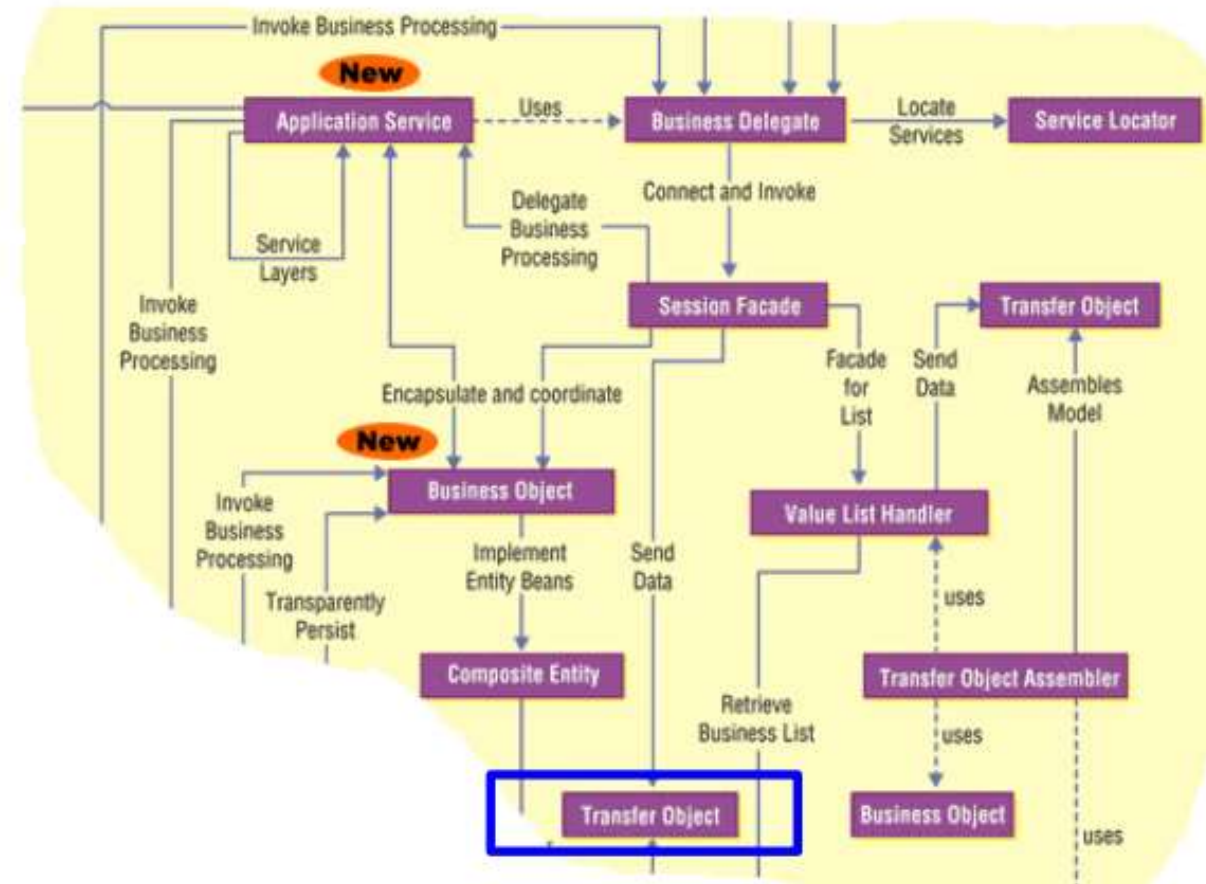 Invoke Business Processing
New
Application Service
Uses
Business Delegate
Locate
Services
Service Locator
Connect and Invoke
Delegate
Business
Processing
Service
Layers
Invoke
Business
Processing
Session Facade
Transfer Object
Facade
for
List
Send
Data
Assembles
Model
Encapsulate and coordinate
New
Business Object
Value List Handler
Invoke
Business
Processing
Implement
Entity Beans
Send
Data
Transparently
Persist
uses
Composite Entity
Transfer Object Assembler
Retrieve
Business List
uses
Transfer Object
Business Object
uses